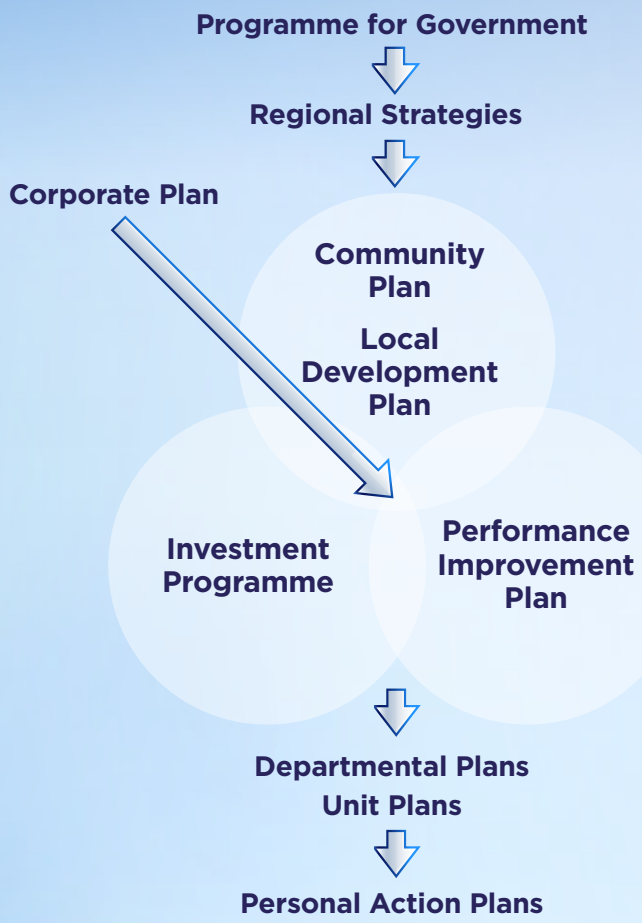 Programme for Government
Regional Strategies
Corporate Plan
Community
Plan
Local
Development
Plan
Investment
Programme
Performance
Improvement
Plan
Departmental Plans
Unit Plans
Personal Action Plans